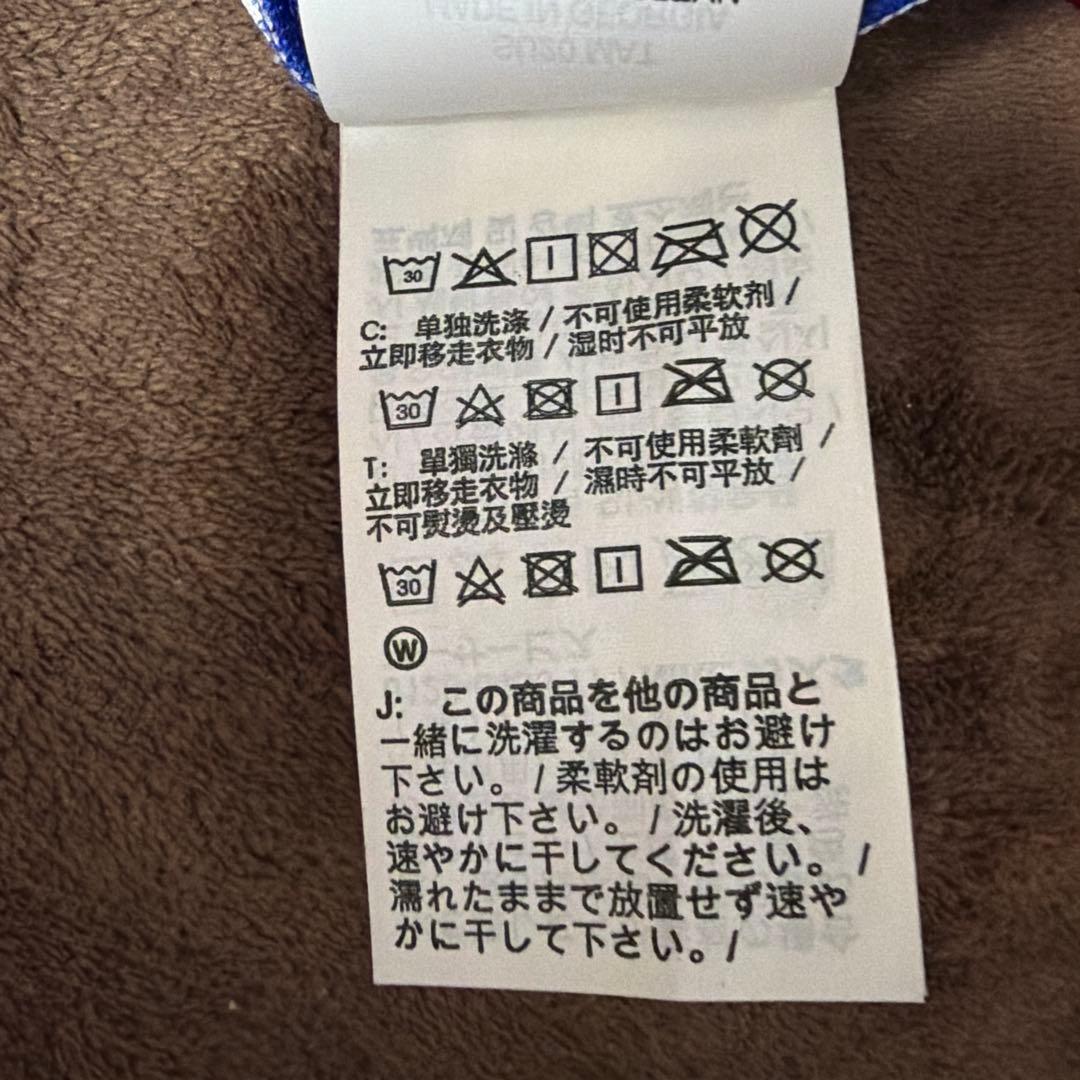 30
C: 单独洗涤 / 不可使用柔软剂 /
立即移走衣物 / 湿时不可平放
30
T: 單獨洗滌 / 不可使用柔軟劑 /
立即移走衣物 / 濕時不可平放 /
不可熨燙及壓燙
30
W
J: この商品を他の商品と
一緒に洗濯するのはお避け
下さい。/ 柔軟剤の使用は
お避け下さい。/ 洗濯後、
速やかに干してください。 /
濡れたままで放置せず速や
かに干して下さい。/